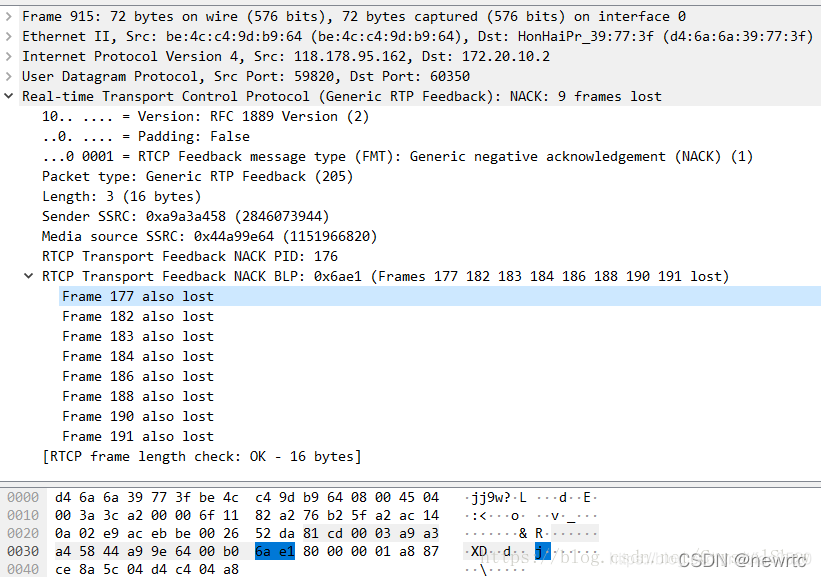 Frame 915: 72 bytes on wire (576 bits), 72 bytes captured (576 bits) on interface 0
Ethernet II, Src: be:4c:c4:9d:b9:64 (be:4c:c4:9d:b9:64), Dst: HonHaiPr_39:77:3f (d4:6a:6a:39:77:3f)
Internet Protocol Version 4, Src: 118.178.95.162, Dst: 172.20.10.2
User Datagram Protocol, Src Port: 59820, Dst Port: 60350
Real-time Transport Control Protocol (Generic RTP Feedback): NACK: 9 frames lost
10.. .... = Version: RFC 1889 Version (2)
..0. .... = Padding: False
...0 0001 = RTCP Feedback message type (FMT): Generic negative acknowledgement (NACK) (1)
Packet type: Generic RTP Feedback (205)
Length: 3 (16 bytes)
Sender SSRC: 0xa9a3a458 (2846073944)
Media source SSRC: 0x44a99e64 (1151966820)
RTCP Transport Feedback NACK PID: 176
RTCP Transport Feedback NACK BLP: 0x6ae1 (Frames 177 182 183 184 186 188 190 191 lost)
Frame 177 also lost
Frame 182 also lost
Frame 183 also lost
Frame 184 also lost
Frame 186 also lost
Frame 188 also lost
Frame 190 also lost
Frame 191 also lost
[RTCP frame length check: OK - 16 bytes]
0000 d4 6a 6a 39 77 3f be 4c c4 9d b9 64 08 00 45 04 ·jj9w?·L ···d··E·
0010 00 3a 3c a2 00 00 6f 11 82 a2 76 b2 5f a2 ac 14 ·:<···o· ··v·_···
0020 0a 02 e9 ac eb be 00 26 52 da 81 cd 00 03 a9 a3 ·······& R·······
0030 a4 58 44 a9 9e 64 00 b0 6a e1 80 00 00 01 a8 87 ·XD··d·· j·······
0040 ce 8a 5c 04 d4 c4 04 a8 ··\·····
https://blog.csdn.net/
CSDN @newrtc